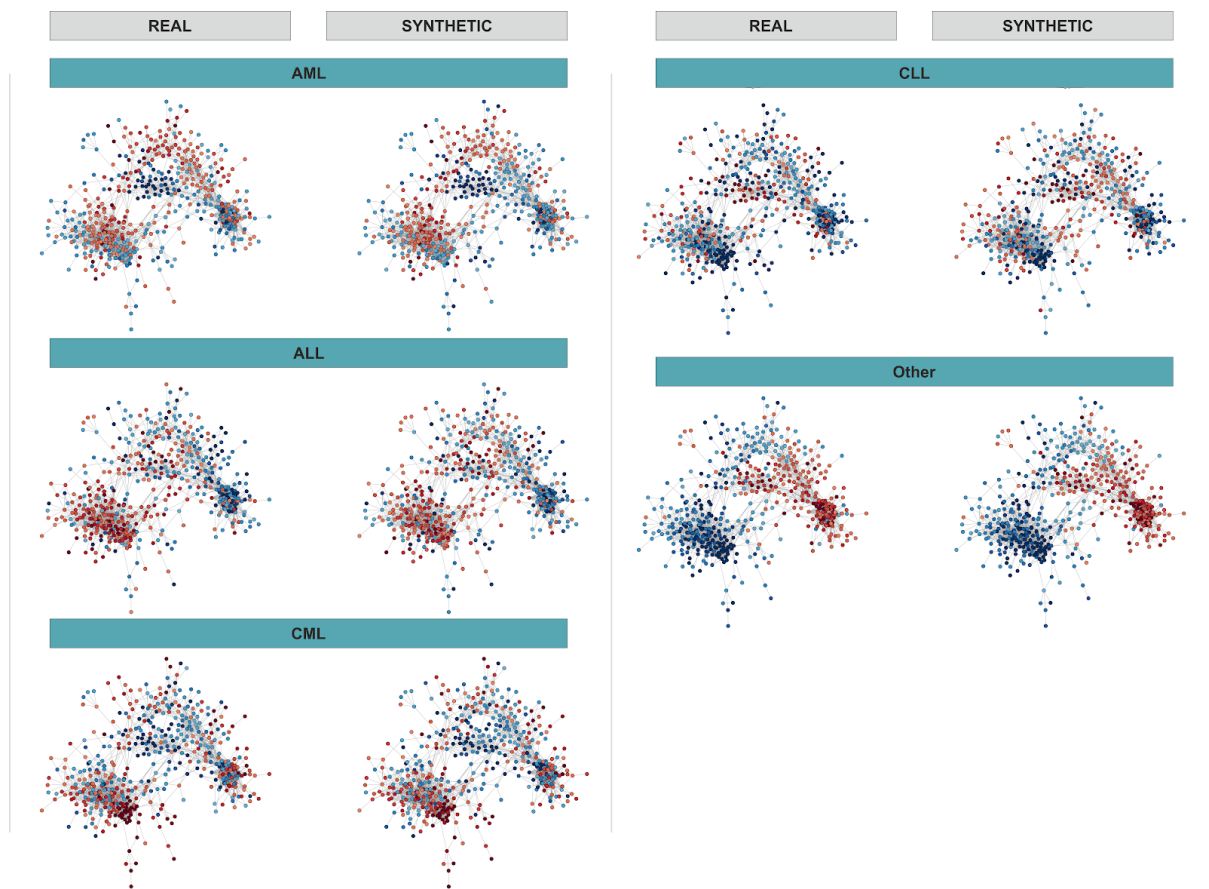 REAL
SYNTHETIC
AML
ALL
CML
REAL
SYNTHETIC
CLL
Other